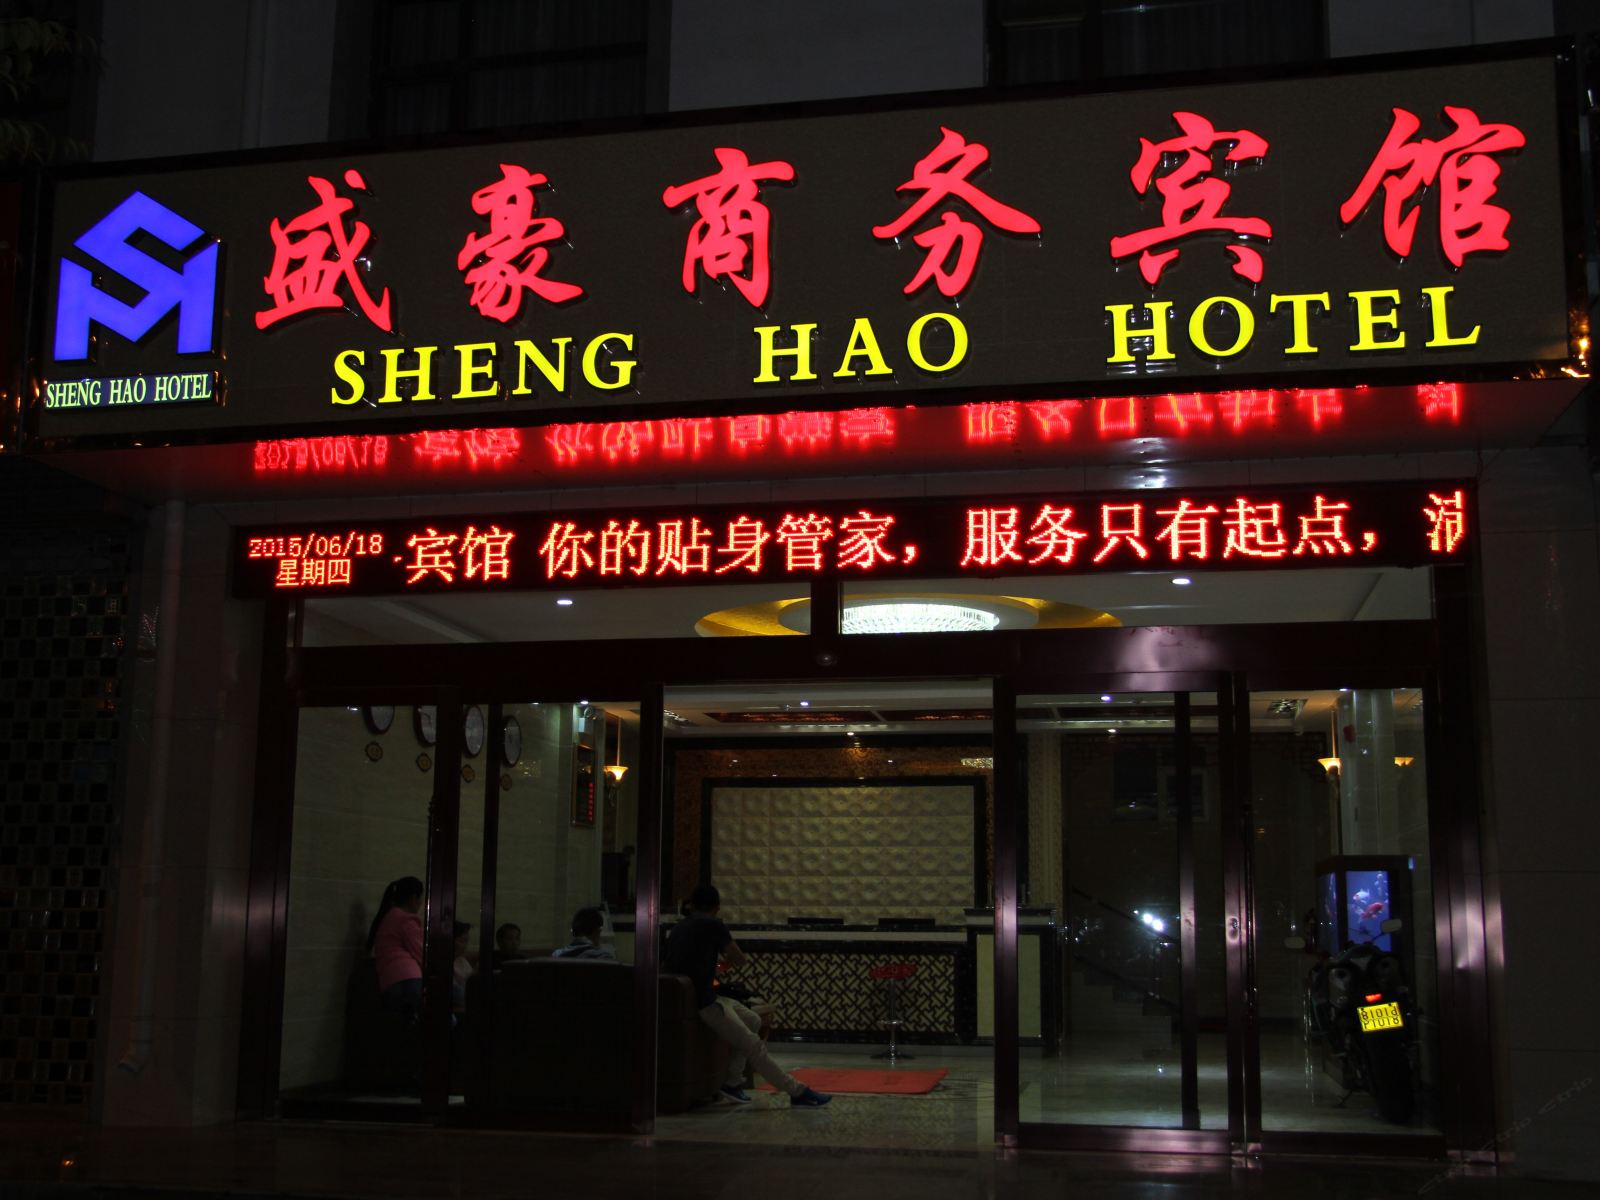 盛豪商务宾馆
SHENG HAO HOTEL
SHENG HAO HOTEL
2015/06/18
星期四
宾馆 你的贴身管家，服务只有起点，